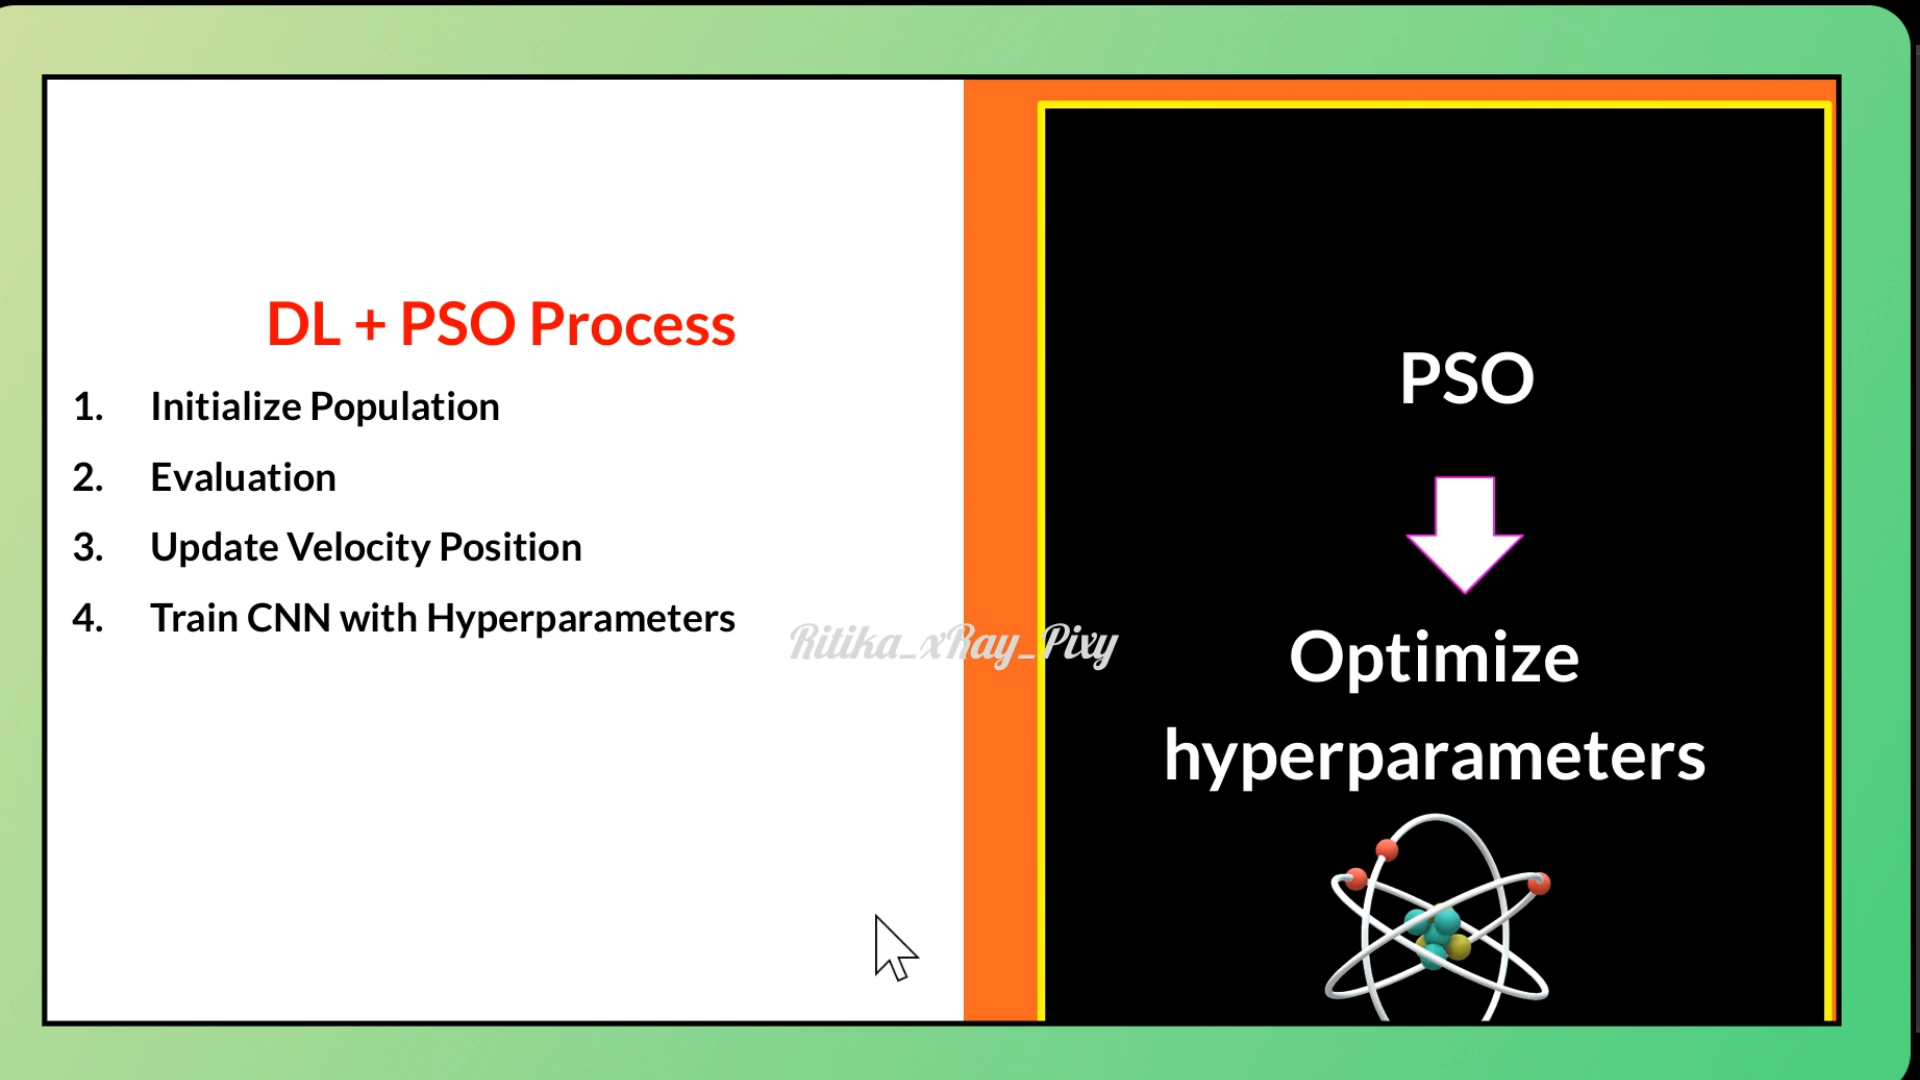 DL + PSO Process
1. Initialize Population
2. Evaluation
3. Update Velocity Position
4. Train CNN with Hyperparameters
Ritika_xRay_Pixy
PSO
Optimize
hyperparameters